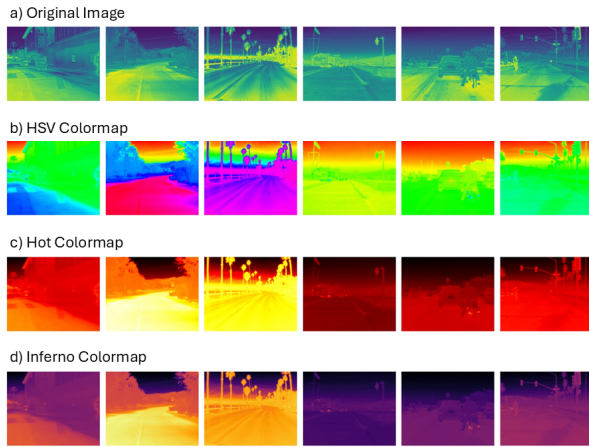 a) Original Image
b) HSV Colormap
c) Hot Colormap
d) Inferno Colormap